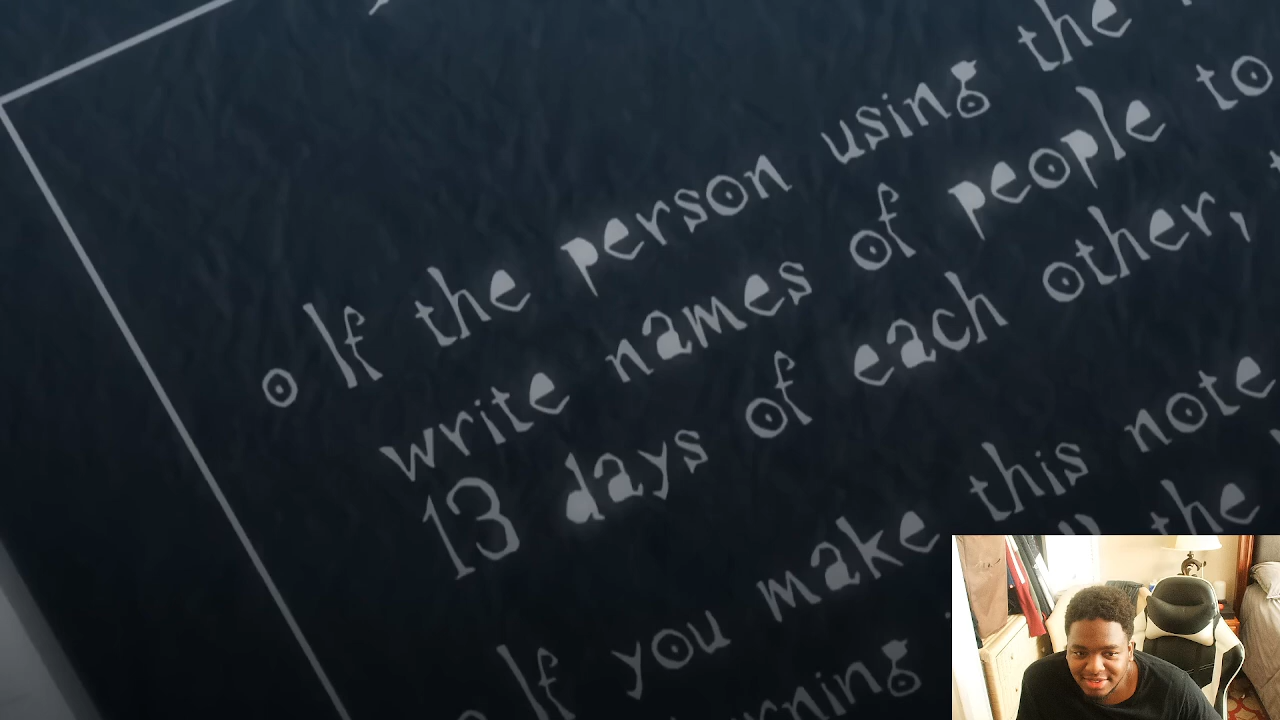 o If the person using the
write names of people to
13 days of each other,
If you make this note
the